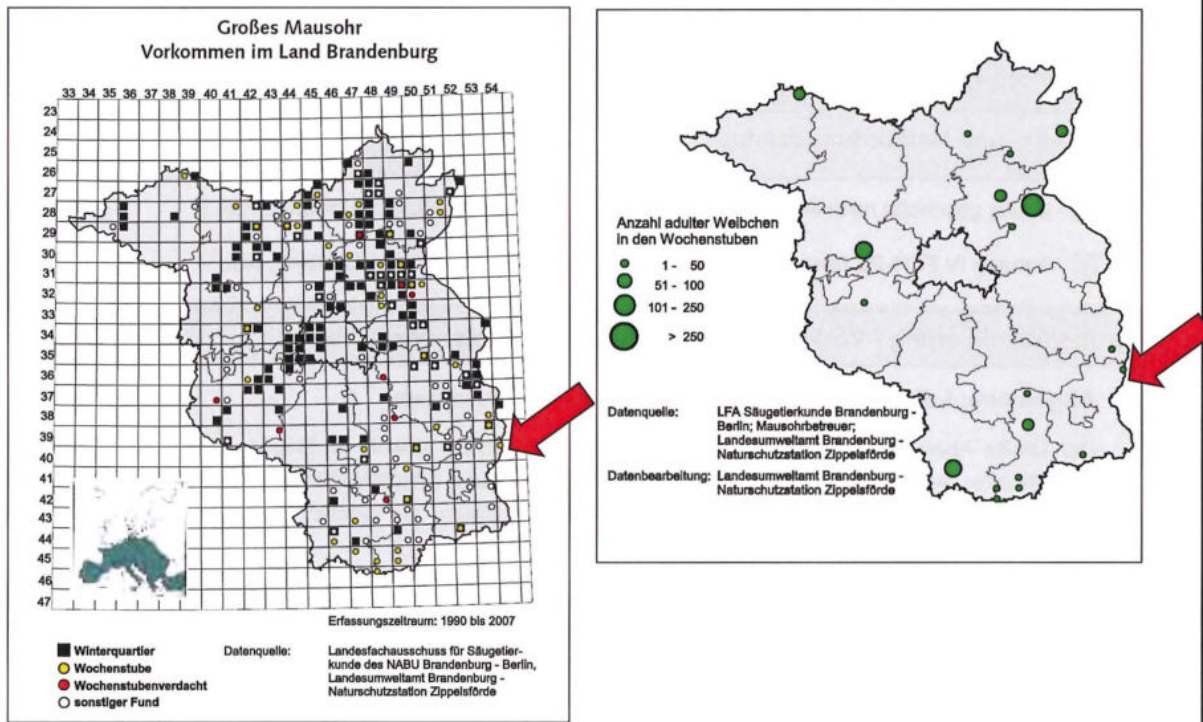 Großes Mausohr
Vorkommen im Land Brandenburg
33 34 35 36 37 38 39 40 41 42 43 44 45 46 47 48 49 50 51 52 53 54
23
24
25
26
27
28
29
30
31
32
33
34
35
36
37
38
39
40
41
42
43
44
45
46
47
Erfassungszeitraum: 1990 bis 2007
Winterquartier
Wochenstube
Wochenstubenverdacht
sonstiger Fund
Datenquelle: Landesfachausschuss für Säugetier-
kunde des NABU Brandenburg - Berlin,
Landesumweltamt Brandenburg -
Naturschutzstation Zippelsförde
Anzahl adulter Weibchen
in den Wochenstuben
1 - 50
51 - 100
101 - 250
> 250
Datenquelle: LFA Säugetierkunde Brandenburg -
Berlin; Mausohrbetreuer;
Landesumweltamt Brandenburg -
Naturschutzstation Zippelsförde
Datenbearbeitung: Landesumweltamt Brandenburg -
Naturschutzstation Zippelsförde